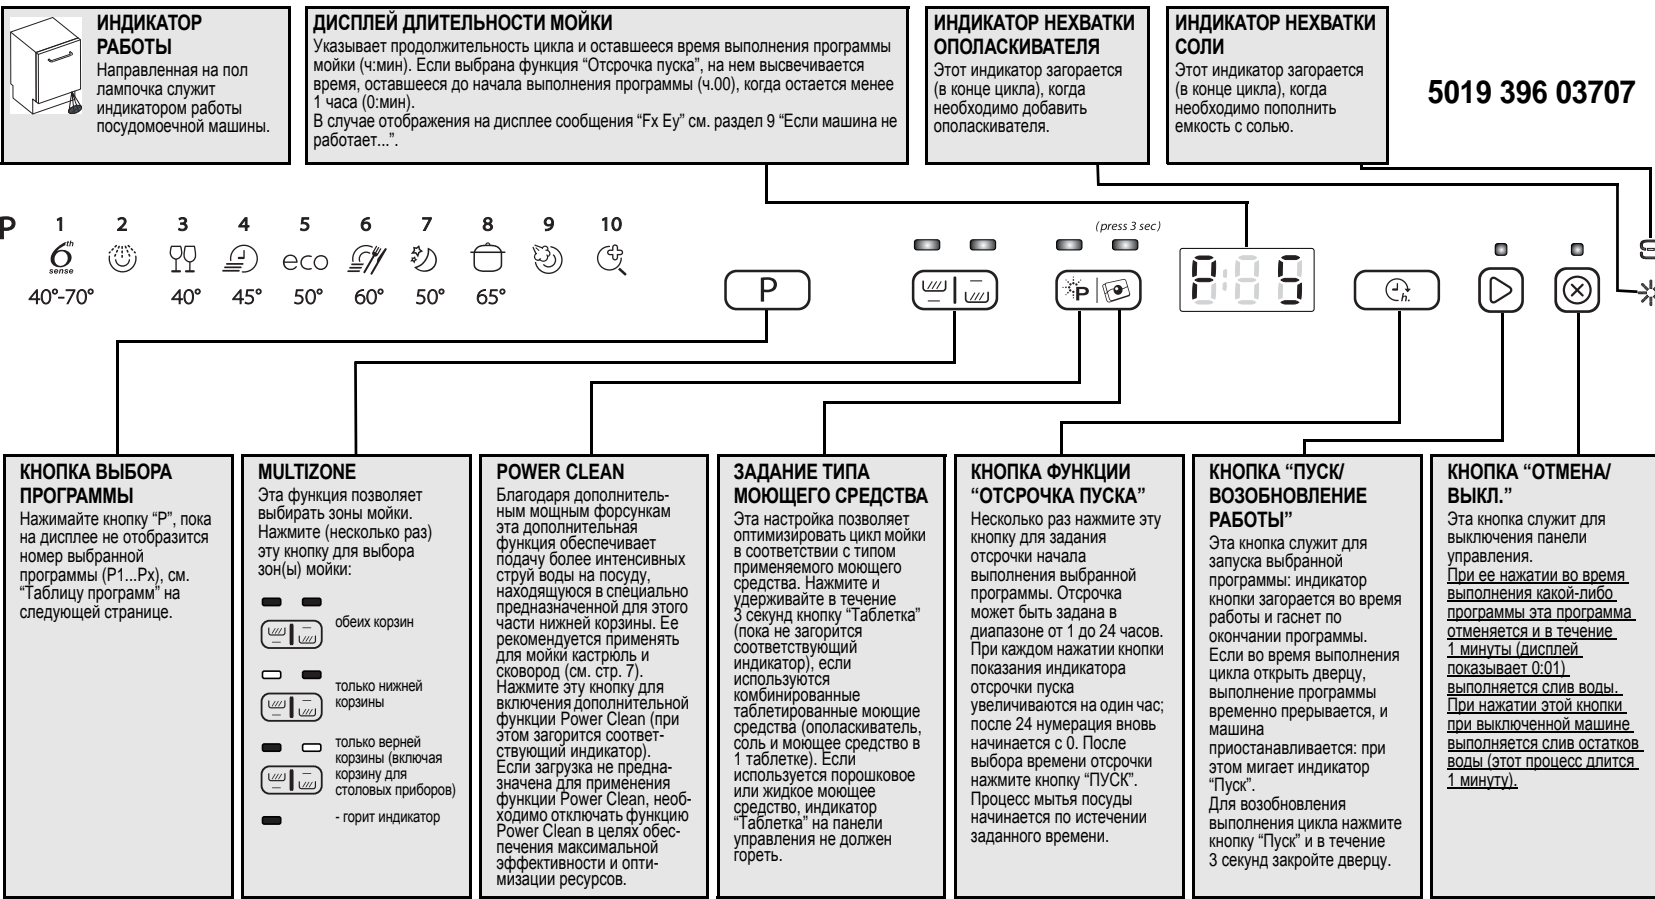 ИНДИКАТОР
РАБОТЫ
Направленная на пол
лампочка служит
индикатором работы
посудомоечной машины.
ДИСПЛЕЙ ДЛИТЕЛЬНОСТИ МОЙКИ
Указывает продолжительность цикла и оставшееся время выполнения программы
мойки (ч:мин). Если выбрана функция “Отсрочка пуска”, на нем высвечивается
время, оставшееся до начала выполнения программы (ч.00), когда остается менее
1 часа (0:мин).
В случае отображения на дисплее сообщения “Fx Ey” см. раздел 9 “Если машина не
работает...”.
ИНДИКАТОР НЕХВАТКИ
ОПОЛАСКИВАТЕЛЯ
Этот индикатор загорается
(в конце цикла), когда
необходимо добавить
ополаскивателя.
ИНДИКАТОР НЕХВАТКИ
СОЛИ
Этот индикатор загорается
(в конце цикла), когда
необходимо пополнить
емкость с солью.
5019 396 03707
P 1 2 3 4 5 6 7 8 9 10
6th sense eco
40°-70° 40° 45° 50° 60° 50° 65°
(press 3 sec)
P P P 5 h.
КНОПКА ВЫБОРА
ПРОГРАММЫ
Нажимайте кнопку “P”, пока
на дисплее не отобразится
номер выбранной
программы (P1...Px), см.
“Таблицу программ” на
следующей странице.
MULTIZONE
Эта функция позволяет
выбирать зоны мойки.
Нажмите (несколько раз)
эту кнопку для выбора
зон(ы) мойки:
обеих корзин
только нижней
корзины
только верней
корзины (включая
корзину для
столовых приборов)
- горит индикатор
POWER CLEAN
Благодаря дополнитель-
ным мощным форсункам
эта дополнительная
функция обеспечивает
подачу более интенсивных
струй воды на посуду,
находящуюся в специально
предназначенной для этого
части нижней корзины. Ее
рекомендуется применять
для мойки кастрюль и
сковород (см. стр. 7).
Нажмите эту кнопку для
включения дополнительной
функции Power Clean (при
этом загорится соответ-
ствующий индикатор).
Если загрузка не предна-
значена для применения
функции Power Clean, необ-
ходимо отключать функцию
Power Clean в целях обес-
печения максимальной
эффективности и опти-
мизации ресурсов.
ЗАДАНИЕ ТИПА
МОЮЩЕГО СРЕДСТВА
Эта настройка позволяет
оптимизировать цикл мойки
в соответствии с типом
применяемого моющего
средства. Нажмите и
удерживайте в течение
3 секунд кнопку “Таблетка”
(пока не загорится
соответствующий
индикатор), если
используются
комбинированные
таблетированные моющие
средства (ополаскиватель,
соль и моющее средство в
1 таблетке). Если
используется порошковое
или жидкое моющее
средство, индикатор
“Таблетка” на панели
управления не должен
гореть.
КНОПКА ФУНКЦИИ
“ОТСРОЧКА ПУСКА”
Несколько раз нажмите эту
кнопку для задания
отсрочки начала
выполнения выбранной
программы. Отсрочка
может быть задана в
диапазоне от 1 до 24 часов.
При каждом нажатии кнопки
показания индикатора
отсрочки пуска
увеличиваются на один час;
после 24 нумерация вновь
начинается с 0. После
выбора времени отсрочки
нажмите кнопку “ПУСК”.
Процесс мытья посуды
начинается по истечении
заданного времени.
КНОПКА “ПУСК/
ВОЗОБНОВЛЕНИЕ
РАБОТЫ”
Эта кнопка служит для
запуска выбранной
программы: индикатор
кнопки загорается во время
работы и гаснет по
окончании программы.
Если во время выполнения
цикла открыть дверцу,
выполнение программы
временно прерывается, и
машина
приостанавливается: при
этом мигает индикатор
“Пуск”.
Для возобновления
выполнения цикла нажмите
кнопку “Пуск” и в течение
3 секунд закройте дверцу.
КНОПКА “ОТМЕНА/
ВЫКЛ.”
Эта кнопка служит для
выключения панели
управления.
При ее нажатии во время
выполнения какой-либо
программы эта программа
отменяется и в течение
1 минуты (дисплей
показывает 0:01)
выполняется слив воды.
При нажатии этой кнопки
при выключенной машине
выполняется слив остатков
воды (этот процесс длится
1 минуту).